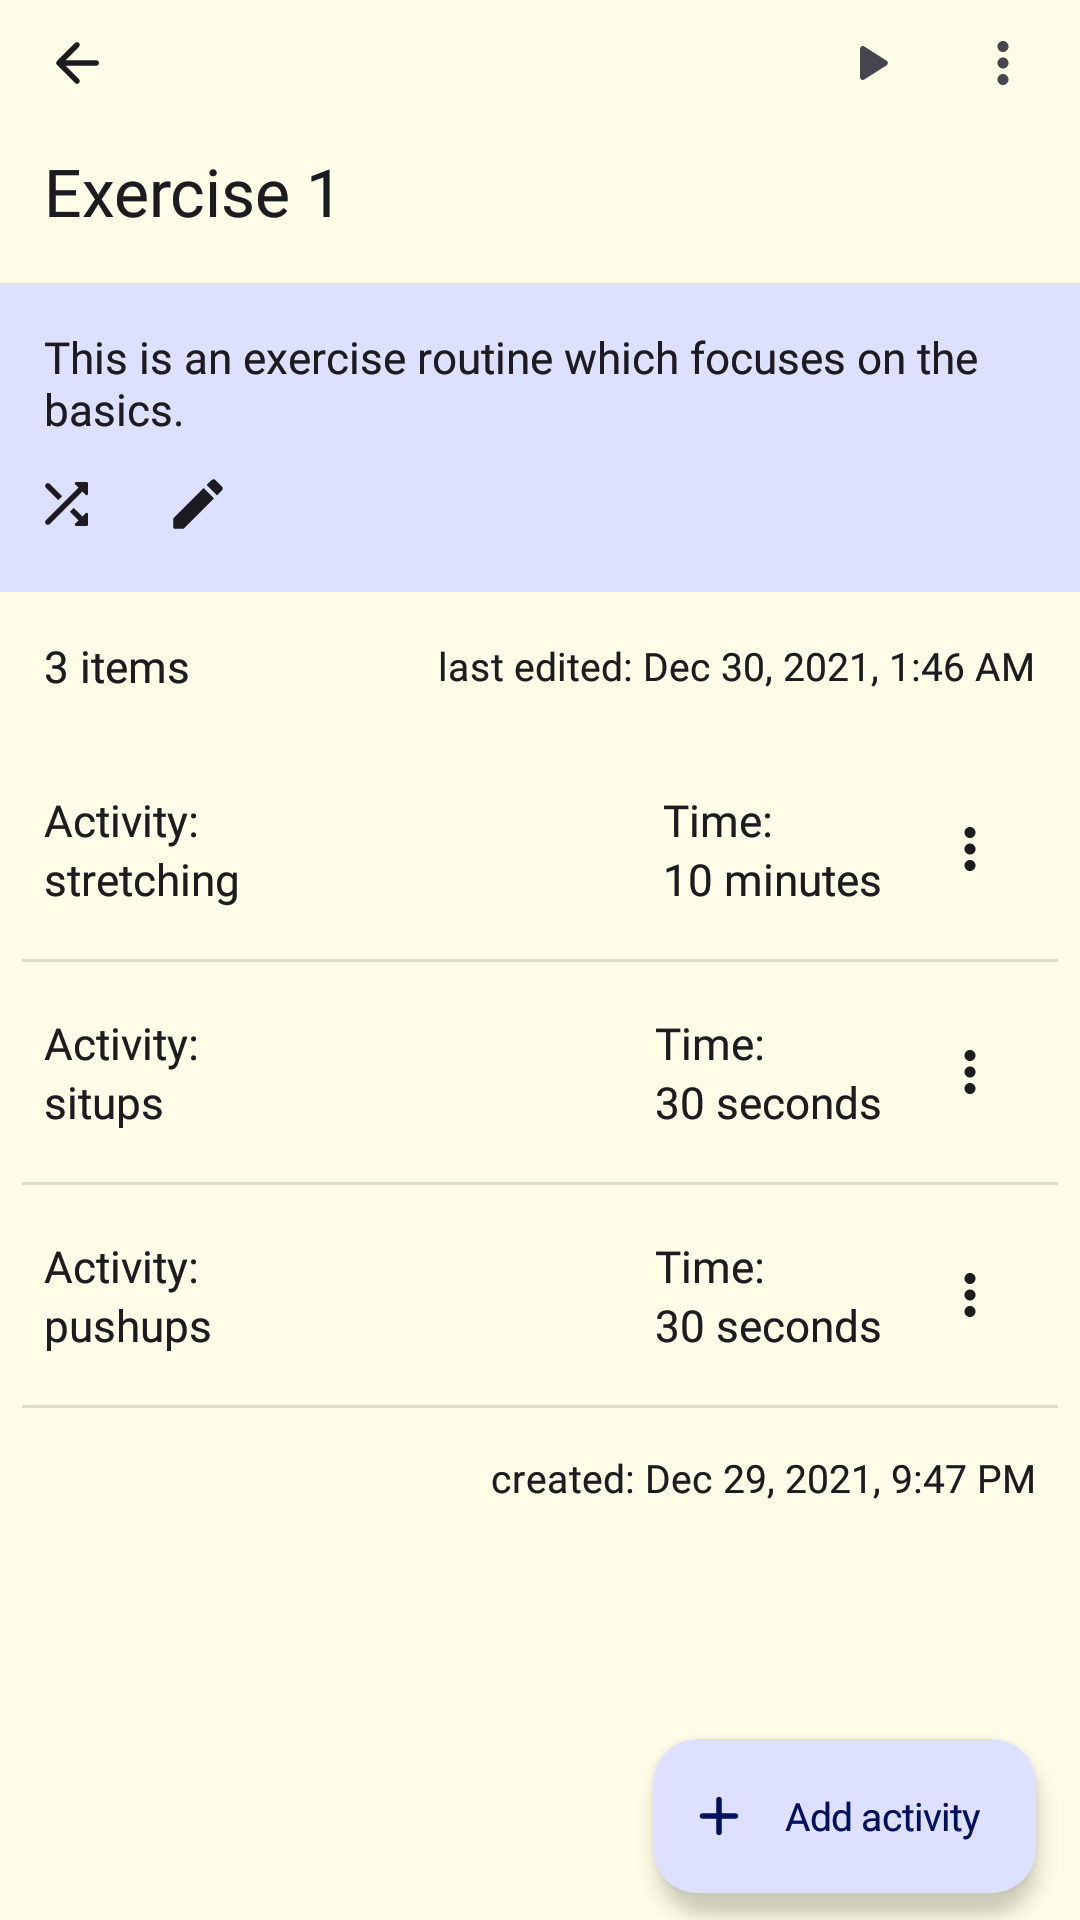 Exercise 1
This is an exercise routine which focuses on the
basics.
3 items
last edited: Dec 30, 2021, 1:46 AM
Activity:
stretching
Time:
10 minutes
Activity:
situps
Time:
30 seconds
Activity:
pushups
Time:
30 seconds
created: Dec 29, 2021, 9:47 PM
Add activity